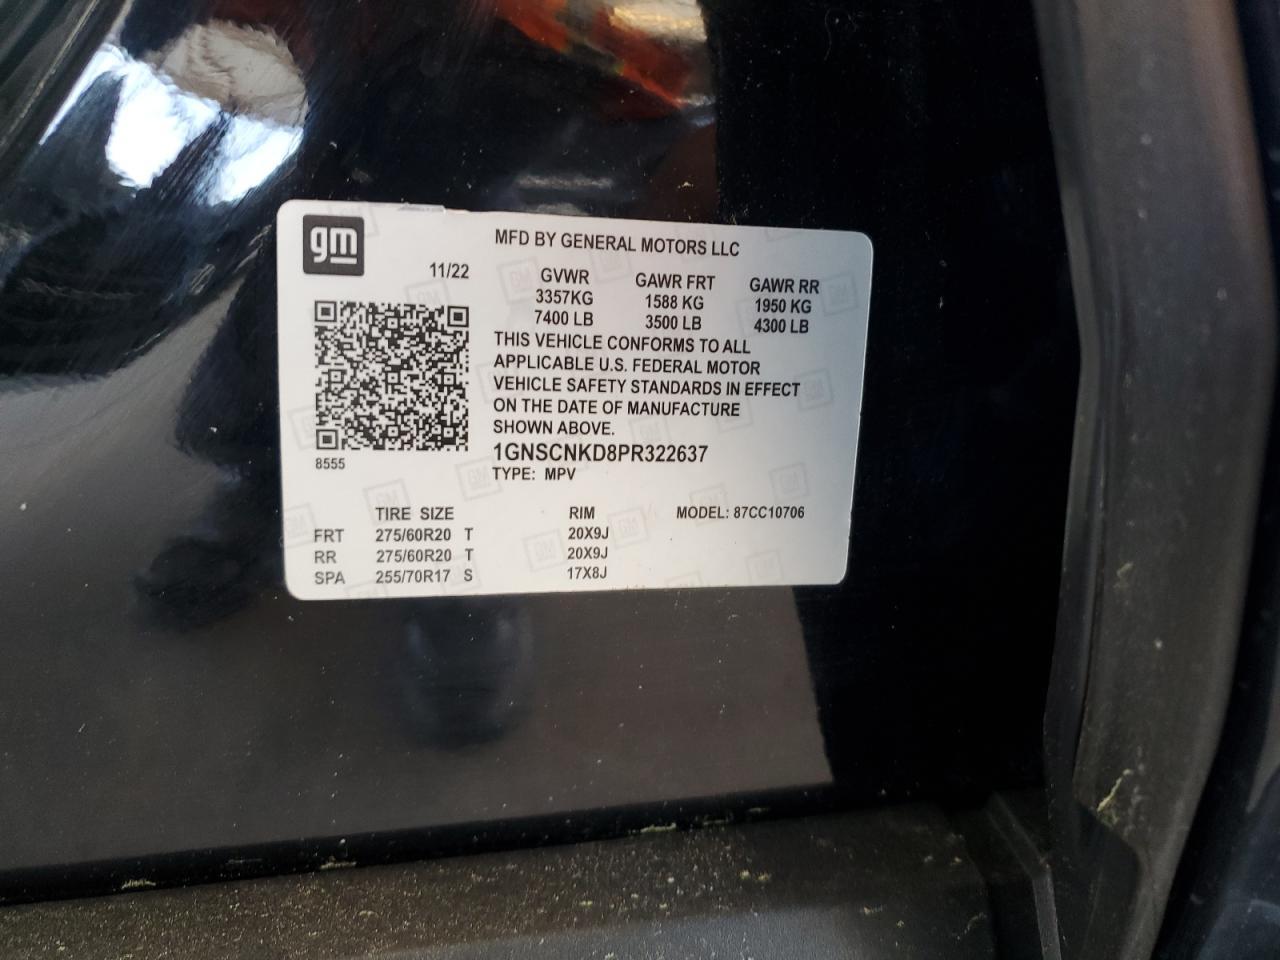 gm
MFD BY GENERAL MOTORS LLC
11/22
GVWR GAWR FRT GAWR RR
3357KG 1588 KG 1950 KG
7400 LB 3500 LB 4300 LB
THIS VEHICLE CONFORMS TO ALL
APPLICABLE U.S. FEDERAL MOTOR
VEHICLE SAFETY STANDARDS IN EFFECT
ON THE DATE OF MANUFACTURE
SHOWN ABOVE.
1GNSCNKD8PR322637
8555
TYPE: MPV
TIRE SIZE RIM MODEL: 87CC10706
FRT 275/60R20 T 20X9J
RR 275/60R20 T 20X9J
SPA 255/70R17 S 17X8J